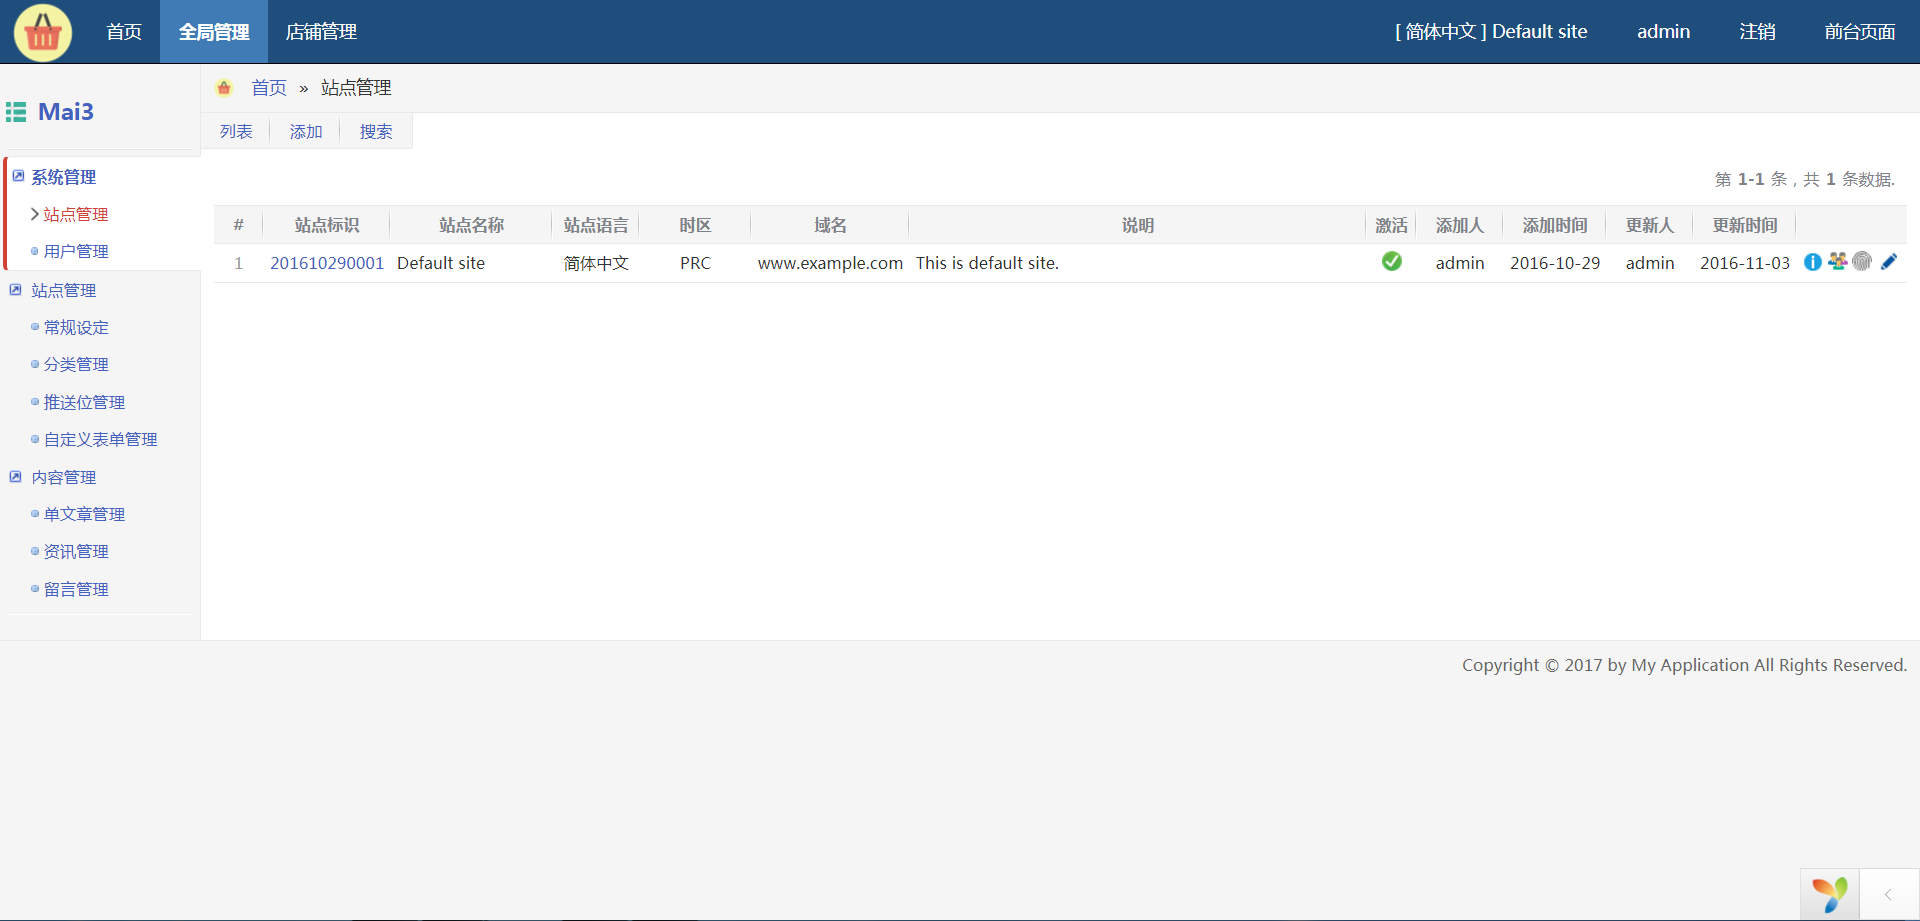 首页 全局管理 店铺管理 [ 简体中文 ] Default site admin 注销 前台页面
首页 » 站点管理
Mai3
列表 添加 搜索
系统管理
站点管理
用户管理
站点管理
常规设定
分类管理
推送位管理
自定义表单管理
内容管理
单文章管理
资讯管理
留言管理
第 1-1 条，共 1 条数据.
# 站点标识 站点名称 站点语言 时区 域名 说明 激活 添加人 添加时间 更新人 更新时间
1 201610290001 Default site 简体中文 PRC www.example.com This is default site. admin 2016-10-29 admin 2016-11-03
Copyright © 2017 by My Application All Rights Reserved.